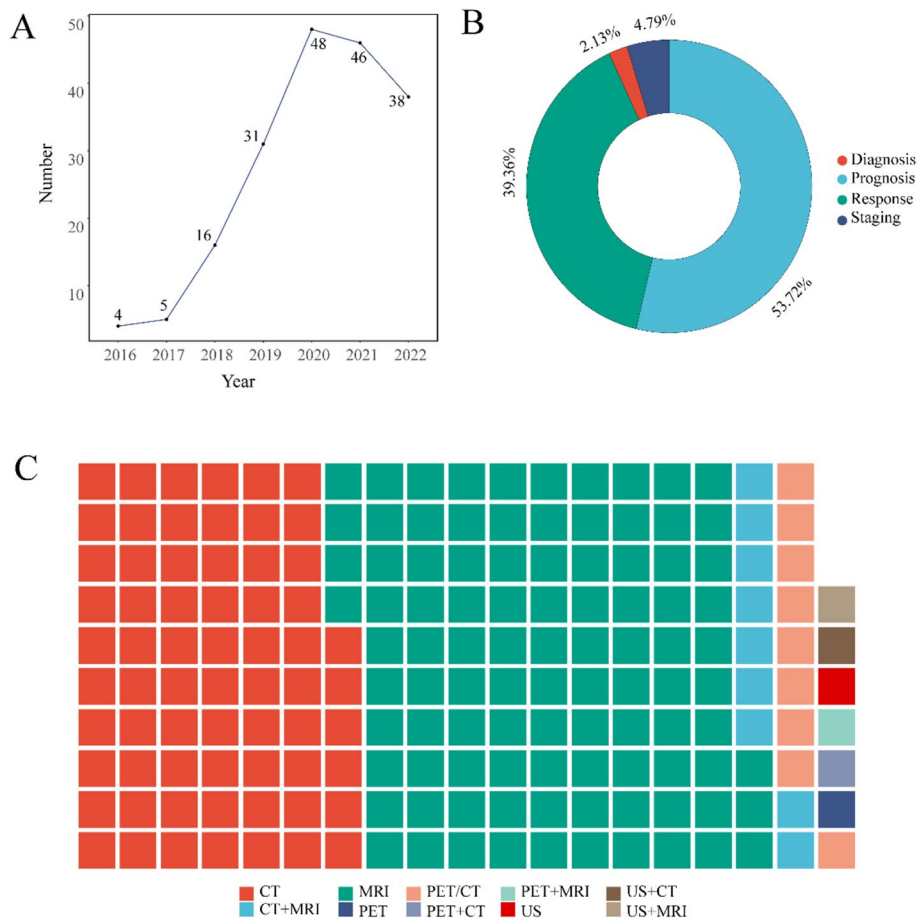 A
Number
50
40
30
20
10
4
5
16
31
48
46
38
2016 2017 2018 2019 2020 2021 2022
Year
B
2.13%
4.79%
39.36%
53.72%
Diagnosis
Prognosis
Response
Staging
C
CT MRI PET/CT PET+MRI US+CT
CT+MRI PET PET+CT US US+MRI